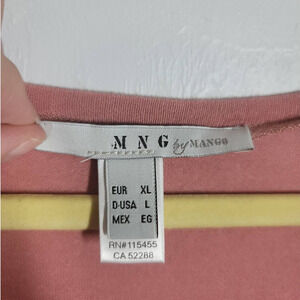 MNG by MANGO
EUR XL
D-USA L
MEX EG
RN#115455
CA 52288